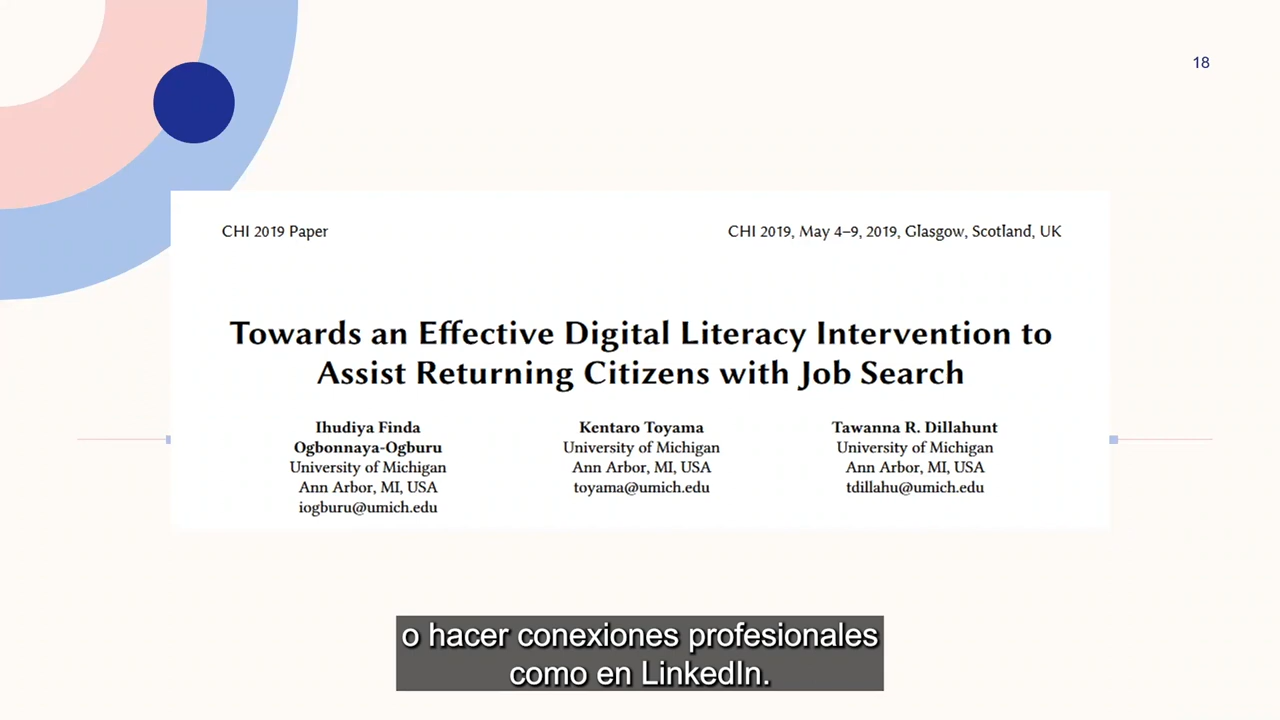 18
CHI 2019 Paper
CHI 2019, May 4–9, 2019, Glasgow, Scotland, UK
Towards an Effective Digital Literacy Intervention to
Assist Returning Citizens with Job Search
Ihudiya Finda
Ogbonnaya-Ogburu
University of Michigan
Ann Arbor, MI, USA
iogburu@umich.edu
Kentaro Toyama
University of Michigan
Ann Arbor, MI, USA
toyama@umich.edu
Tawanna R. Dillahunt
University of Michigan
Ann Arbor, MI, USA
tdillahu@umich.edu
o hacer conexiones profesionales
como en LinkedIn.